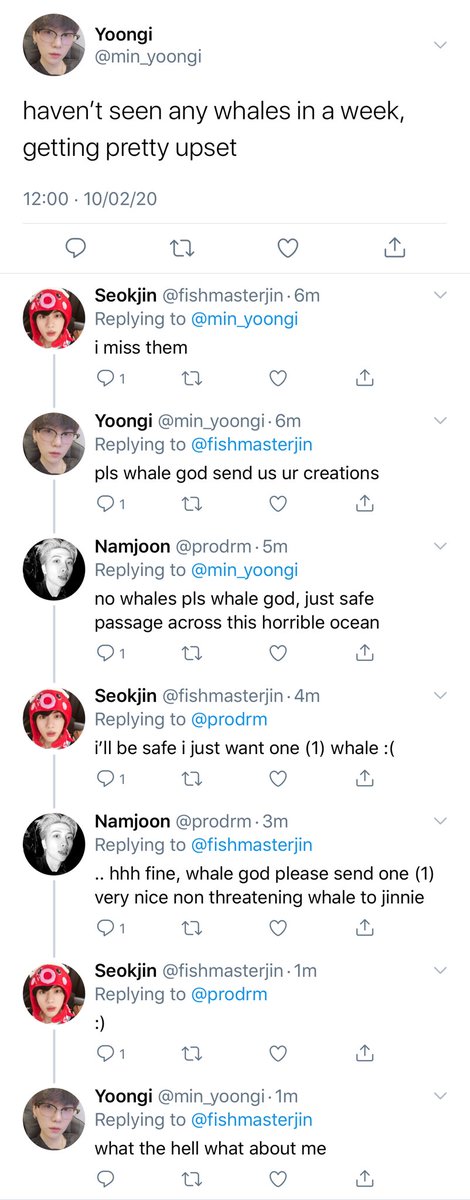 Yoongi
@min_yoongi
haven't seen any whales in a week,
getting pretty upset
12:00 · 10/02/20
Seokjin @fishmasterjin · 6m
Replying to @min_yoongi
i miss them
1
Yoongi @min_yoongi · 6m
Replying to @fishmasterjin
pls whale god send us ur creations
1
Namjoon @prodrm · 5m
Replying to @min_yoongi
no whales pls whale god, just safe
passage across this horrible ocean
1
Seokjin @fishmasterjin · 4m
Replying to @prodrm
i'll be safe i just want one (1) whale :(
1
Namjoon @prodrm · 3m
Replying to @fishmasterjin
.. hhh fine, whale god please send one (1)
very nice non threatening whale to jinnie
1
Seokjin @fishmasterjin · 1m
Replying to @prodrm
:)
1
Yoongi @min_yoongi · 1m
Replying to @fishmasterjin
what the hell what about me